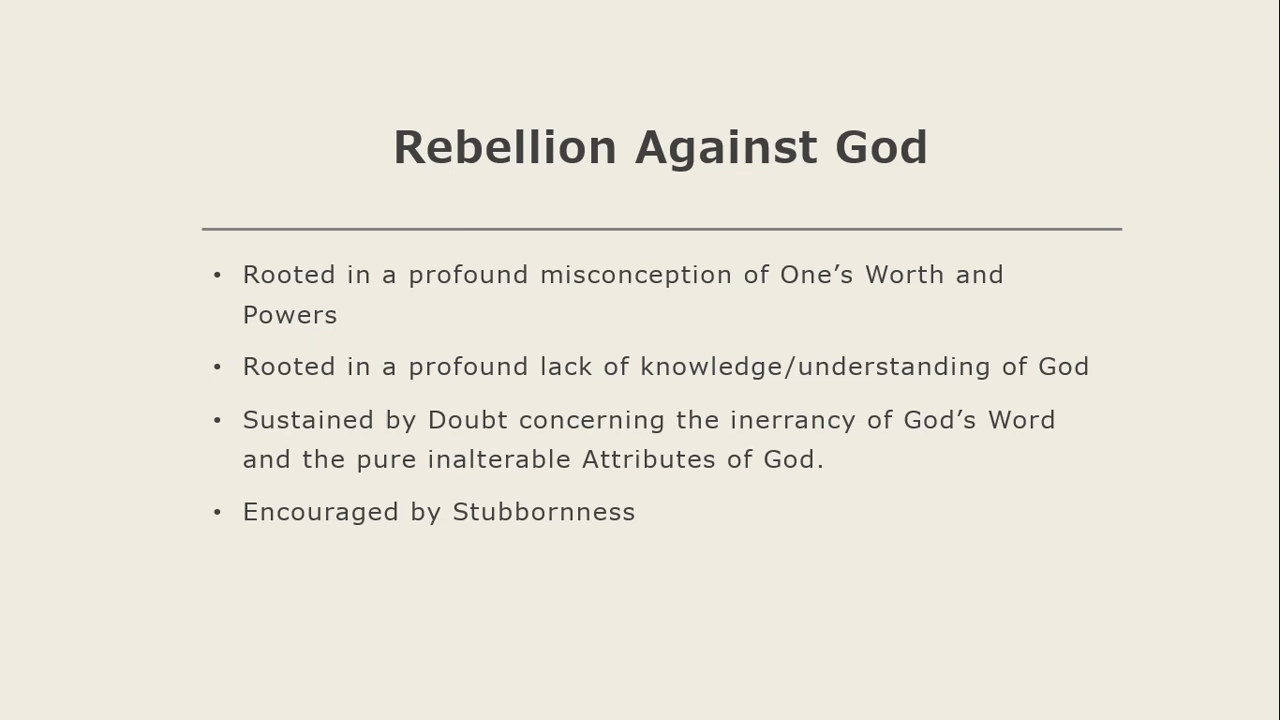 Rebellion Against God
• Rooted in a profound misconception of One’s Worth and
Powers
• Rooted in a profound lack of knowledge/understanding of God
• Sustained by Doubt concerning the inerrancy of God’s Word
and the pure inalterable Attributes of God.
• Encouraged by Stubbornness